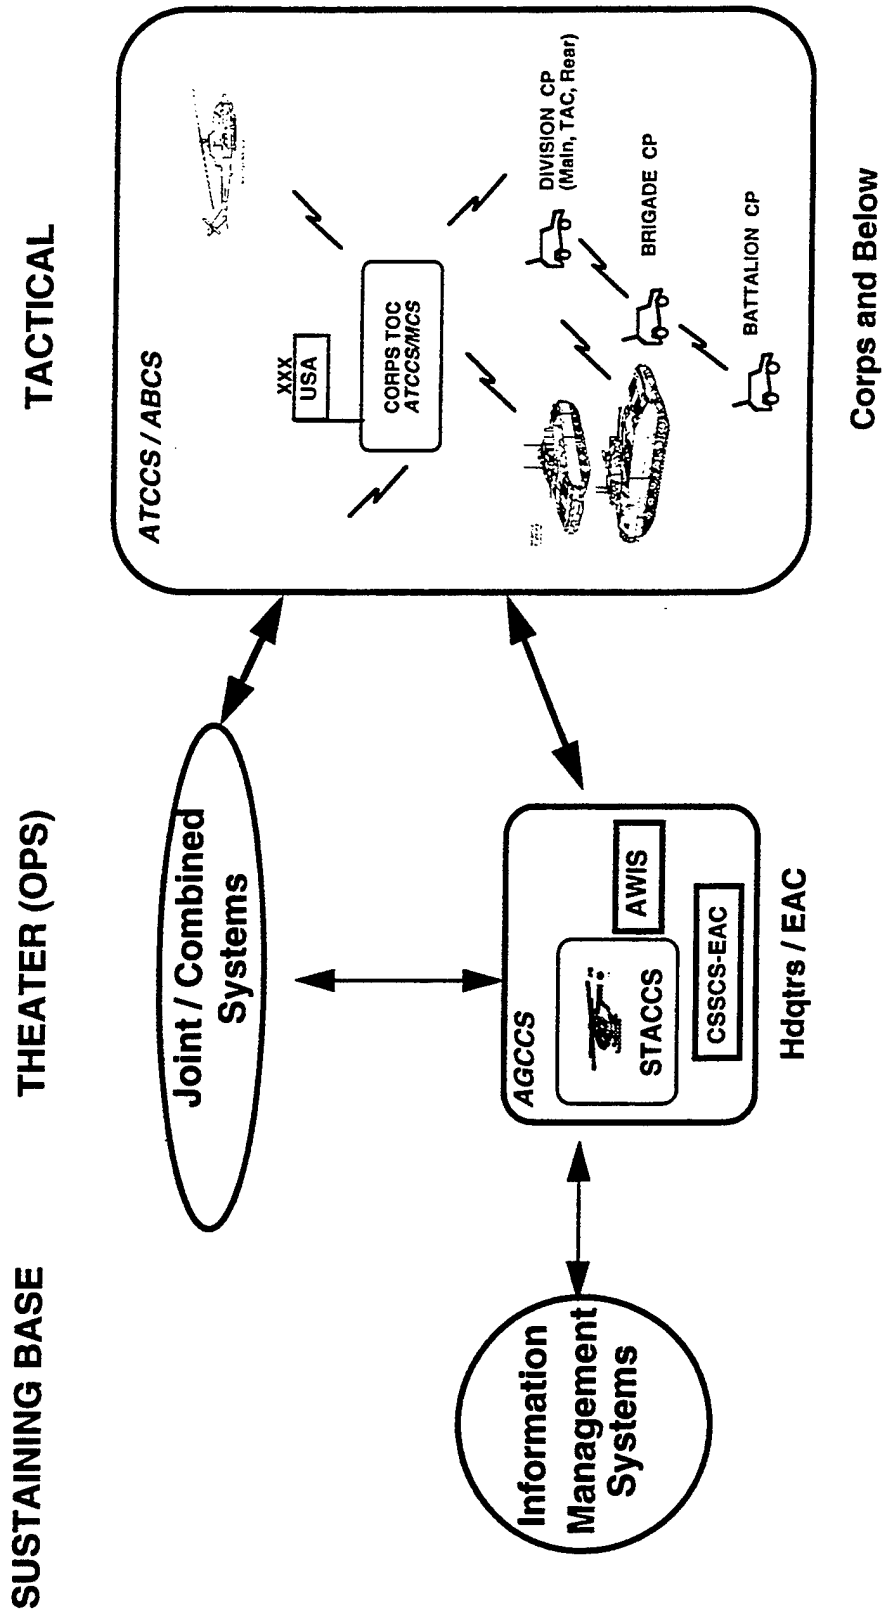 SUSTAINING BASE
THEATER (OPS)
TACTICAL
Joint / Combined
Systems
Information
Management
Systems
AGCCS
STACCS
AWIS
CSSCS-EAC
Hdqtrs / EAC
ATCCS / ABCS
XXX
USA
CORPS TOC
ATCCS/MCS
DIVISION CP
(Main, TAC, Rear)
BRIGADE CP
BATTALION CP
Corps and Below